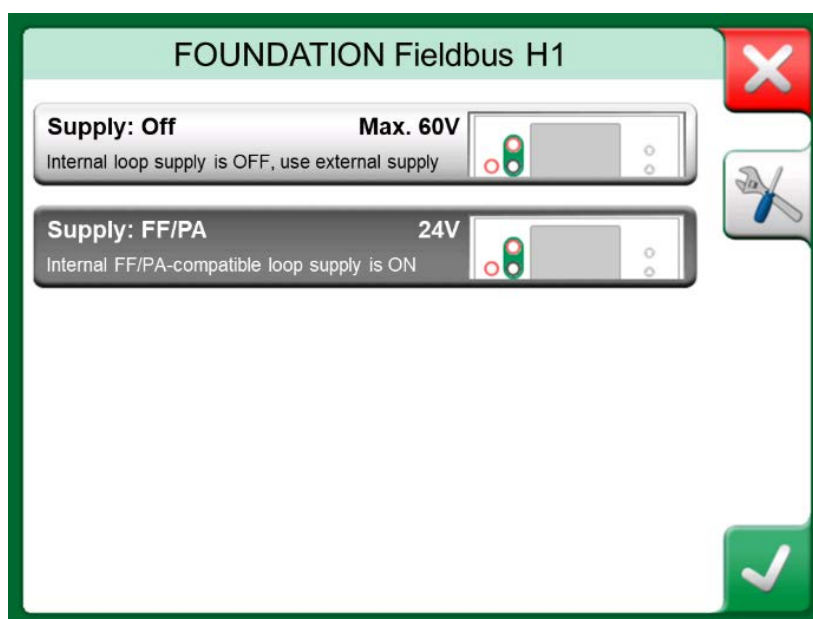 FOUNDATION Fieldbus H1
Supply: Off Max. 60V
Internal loop supply is OFF, use external supply
Supply: FF/PA 24V
Internal FF/PA-compatible loop supply is ON